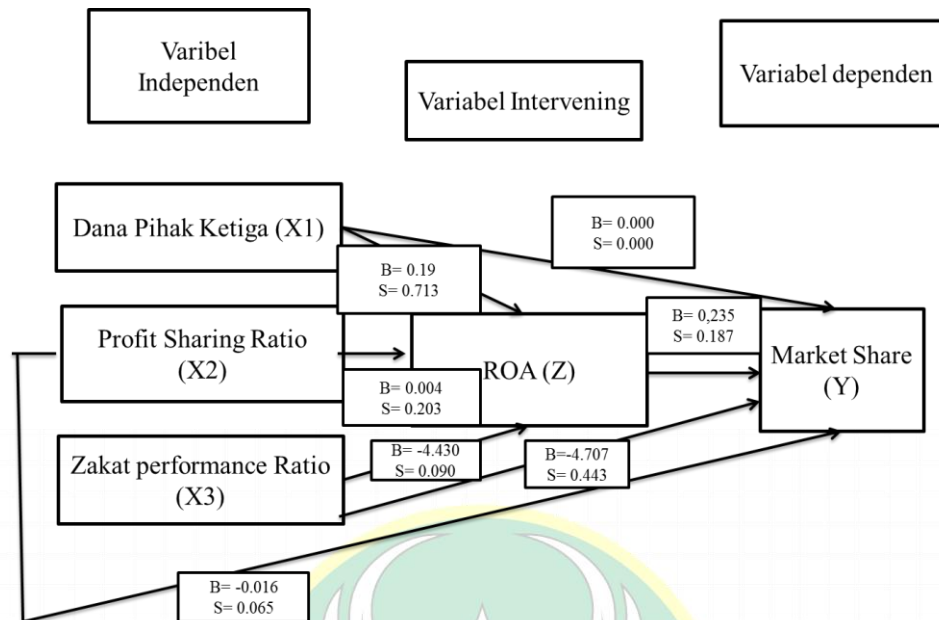 Varibel
Independen
Variabel Intervening
Variabel dependen
Dana Pihak Ketiga (X1)
B= 0.000
S= 0.000
B= 0.19
S= 0.713
B= 0,235
S= 0.187
Profit Sharing Ratio
(X2)
ROA (Z)
Market Share
(Y)
B= 0.004
S= 0.203
Zakat performance Ratio
(X3)
B= -4.430
S= 0.090
B=-4.707
S= 0.443
B= -0.016
S= 0.065